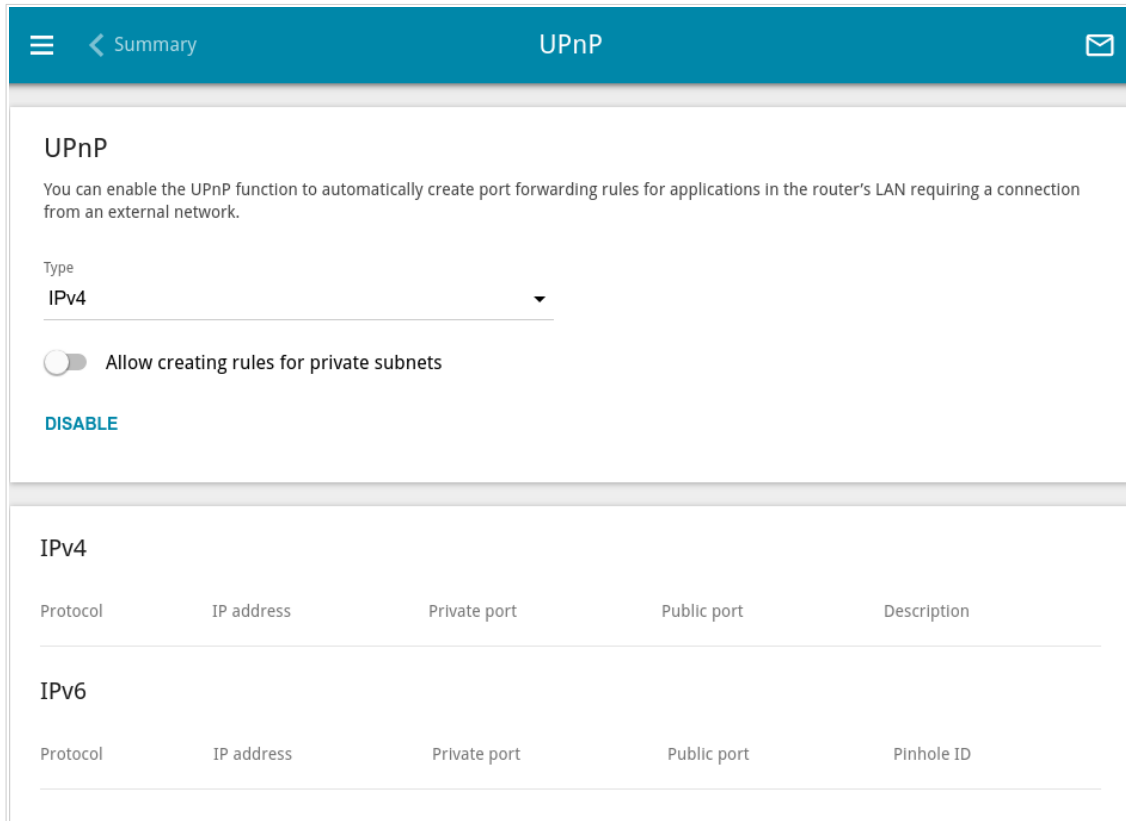 Summary
UPnP
UPnP
You can enable the UPnP function to automatically create port forwarding rules for applications in the router’s LAN requiring a connection
from an external network.
Type
IPv4
Allow creating rules for private subnets
DISABLE
IPv4
Protocol IP address Private port Public port Description
IPv6
Protocol IP address Private port Public port Pinhole ID